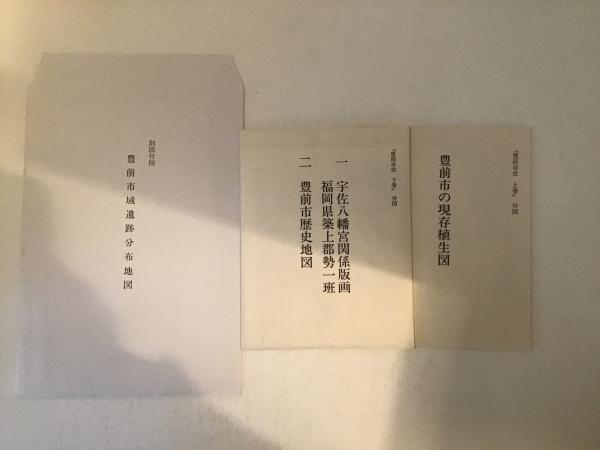 別添付図
豊前市域遺跡分布地図
『豊前市史 下巻』 付図
一 宇佐八幡宮関係版画
福岡県築上郡勢一班
二 豊前市歴史地図
『豊前市史 上巻』 付図
豊前市の現存植生図